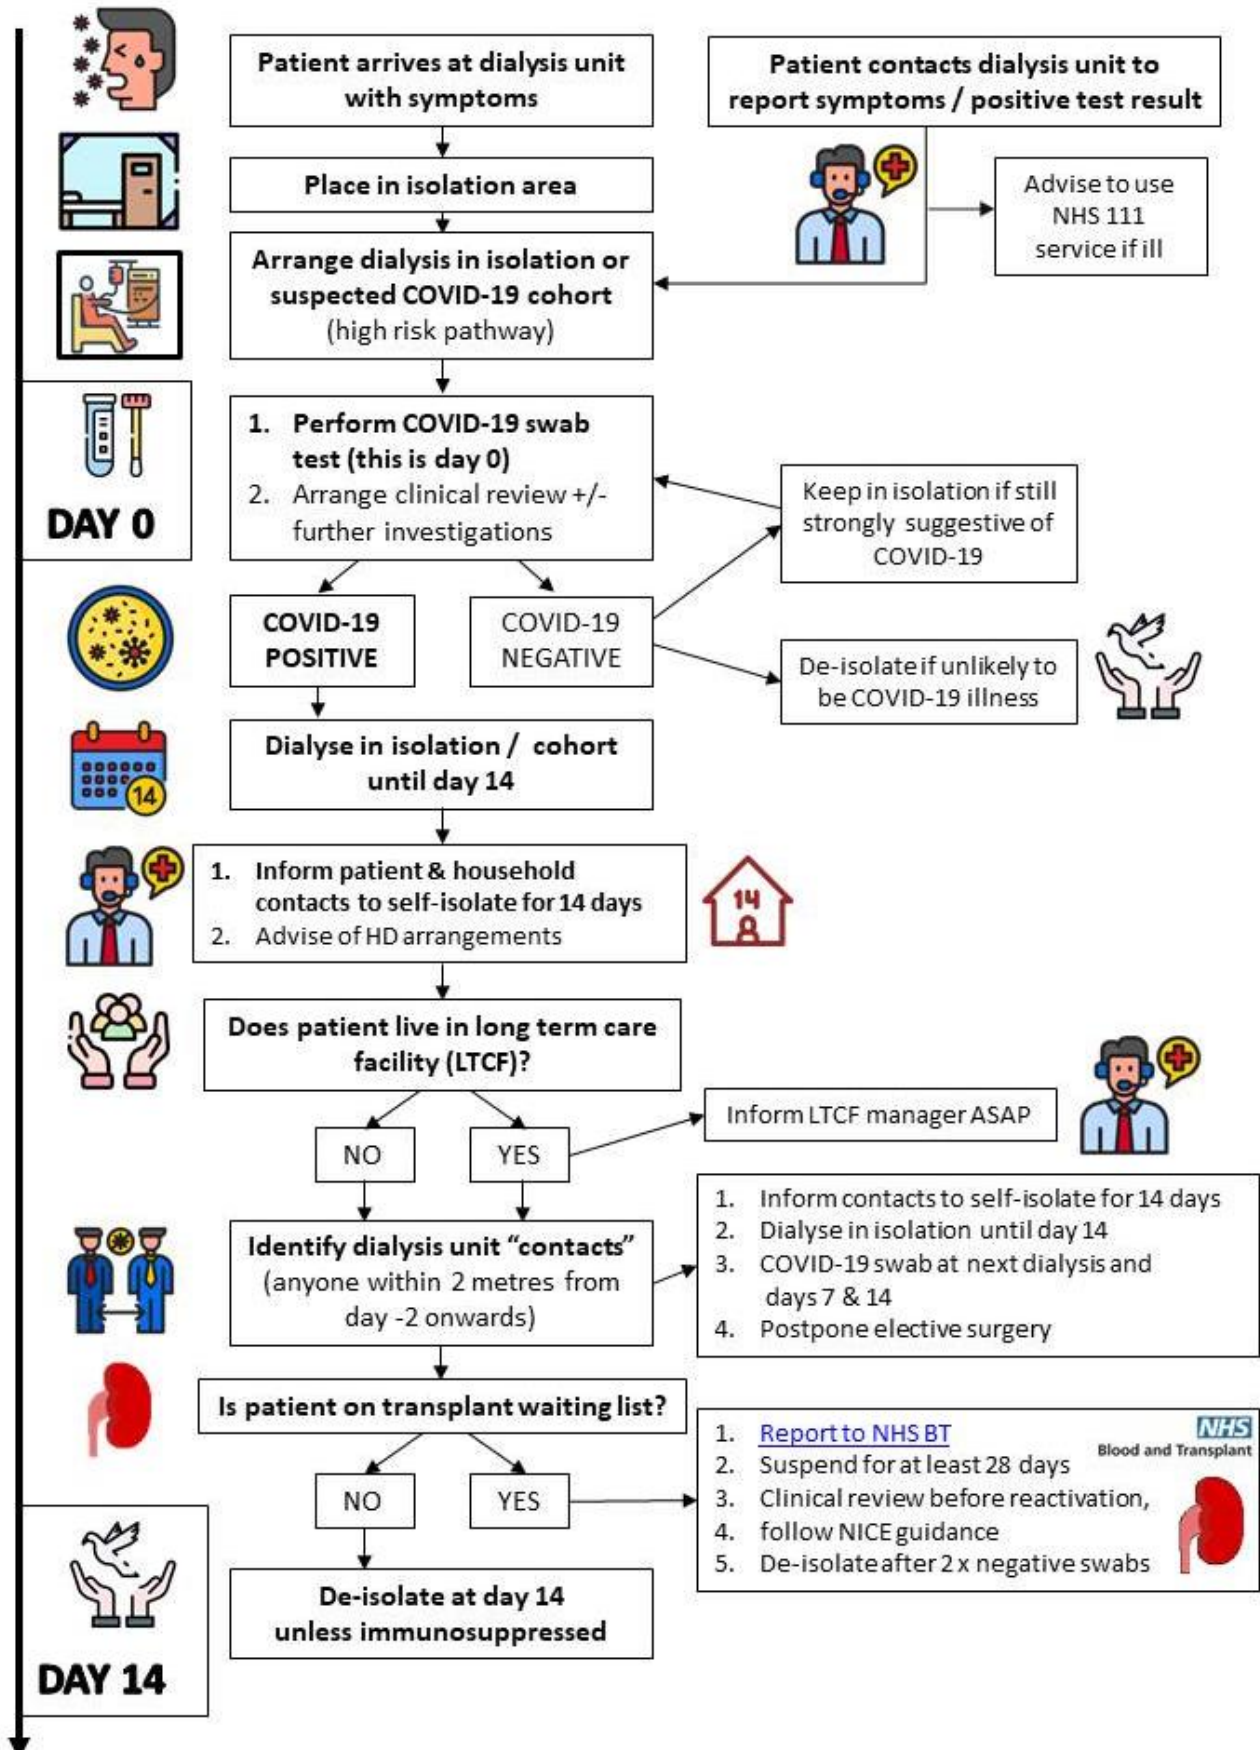 Patient arrives at dialysis unit
with symptoms
Patient contacts dialysis unit to
report symptoms / positive test result
Place in isolation area
Advise to use
NHS 111
service if ill
Arrange dialysis in isolation or
suspected COVID-19 cohort
(high risk pathway)
DAY 0
1. Perform COVID-19 swab
test (this is day 0)
2. Arrange clinical review +/-
further investigations
Keep in isolation if still
strongly suggestive of
COVID-19
COVID-19
POSITIVE
COVID-19
NEGATIVE
De-isolate if unlikely to
be COVID-19 illness
14
Dialyse in isolation / cohort
until day 14
1. Inform patient & household
contacts to self-isolate for 14 days
2. Advise of HD arrangements
14
Does patient live in long term care
facility (LTCF)?
NO
YES
Inform LTCF manager ASAP
Identify dialysis unit “contacts”
(anyone within 2 metres from
day -2 onwards)
1. Inform contacts to self-isolate for 14 days
2. Dialyse in isolation until day 14
3. COVID-19 swab at next dialysis and
days 7 & 14
4. Postpone elective surgery
Is patient on transplant waiting list?
NO
YES
1. Report to NHS BT
2. Suspend for at least 28 days
3. Clinical review before reactivation,
4. follow NICE guidance
5. De-isolate after 2 x negative swabs
NHS
Blood and Transplant
De-isolate at day 14
unless immunosuppressed
DAY 14